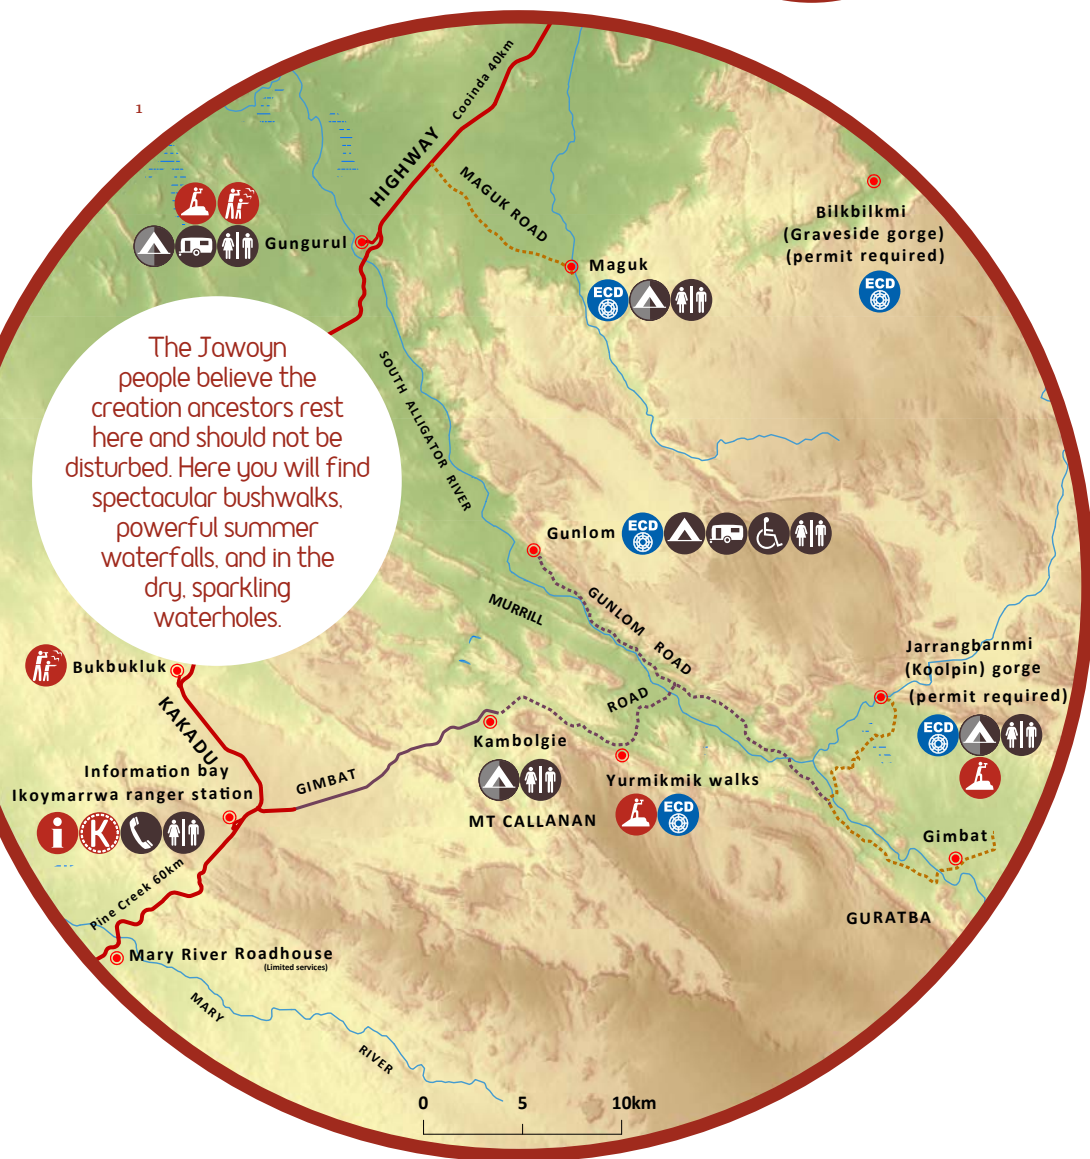 1
Cooinda 40km
HIGHWAY
MAGUK ROAD
Bilkbilkmi
(Graveside gorge)
(permit required)
ECD
Gungurul
Maguk
ECD
The Jawoyn
people believe the
creation ancestors rest
here and should not be
disturbed. Here you will find
spectacular bushwalks,
powerful summer
waterfalls, and in the
dry, sparkling
waterholes.
SOUTH ALLIGATOR RIVER
Gunlom
ECD
GUNLOM ROAD
MURRILL
ROAD
Jarrangbarnmi
(Koolpin) gorge
(permit required)
ECD
Bukbukluk
KAKADU
Kambolgie
Information bay
Ikoymarrwa ranger station
i
K
GIMBAT
Yurmikmik walks
ECD
MT CALLANAN
Gimbat
GURATBA
Pine Creek 60km
Mary River Roadhouse
(Limited services)
MARY
RIVER
0 5 10km